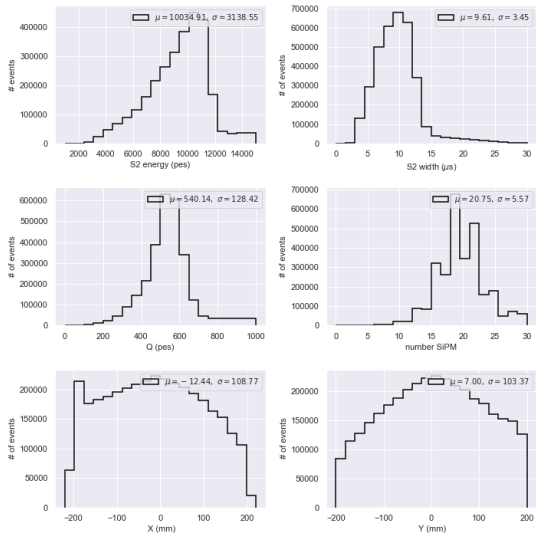 μ = 10034.91, σ = 3138.55
# of events
400000
300000
200000
100000
0
2000 4000 6000 8000 10000 12000 14000
S2 energy (pes)
μ = 9.61, σ = 3.45
# of events
700000
600000
500000
400000
300000
200000
100000
0
0 5 10 15 20 25 30
S2 width (μs)
μ = 540.14, σ = 128.42
# of events
600000
500000
400000
300000
200000
100000
0
0 200 400 600 800 1000
Q (pes)
μ = 20.75, σ = 5.57
# of events
700000
600000
500000
400000
300000
200000
100000
0
0 5 10 15 20 25 30
number SiPM
μ = −12.44, σ = 108.77
# of events
200000
150000
100000
50000
0
−200 −100 0 100 200
X (mm)
μ = 7.00, σ = 103.37
# of events
200000
150000
100000
50000
0
−200 −100 0 100 200
Y (mm)